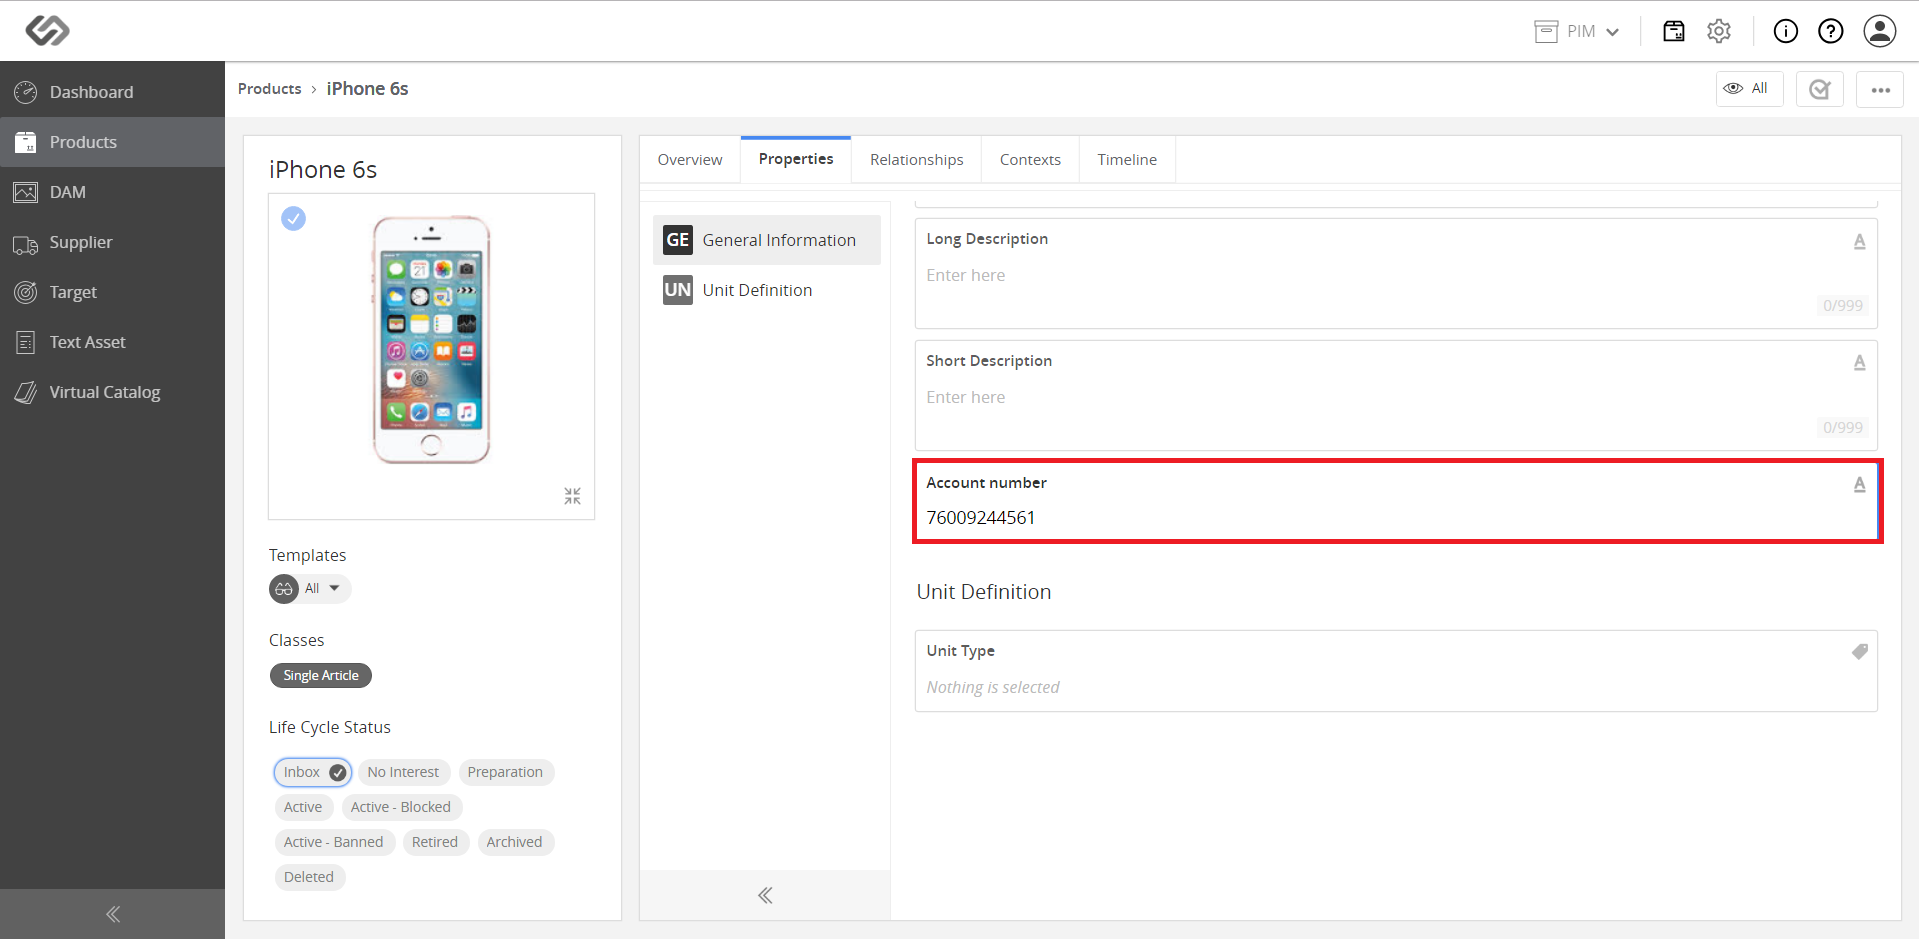 PIM
Dashboard
Products
DAM
Supplier
Target
Text Asset
Virtual Catalog
Products › iPhone 6s
All
iPhone 6s
Templates
All
Classes
Single Article
Life Cycle Status
Inbox No Interest Preparation
Active Active - Blocked
Active - Banned Retired Archived
Deleted
Overview Properties Relationships Contexts Timeline
GE General Information
UN Unit Definition
Long Description
A
Enter here
0/999
Short Description
A
Enter here
0/999
Account number
A
76009244561
Unit Definition
Unit Type
Nothing is selected